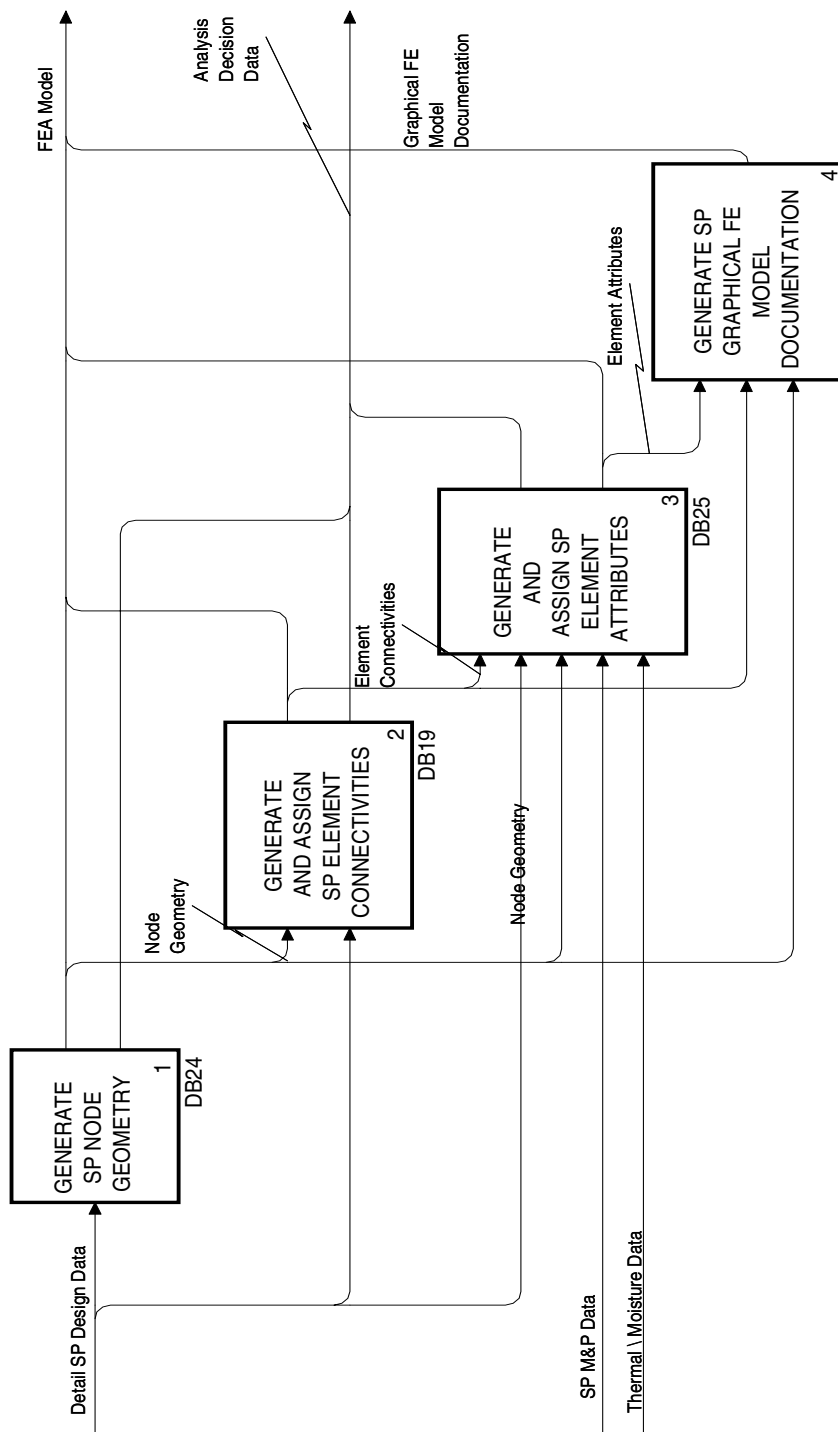 FEA Model
Analysis
Decision
Data
Graphical FE
Model
Documentation
Detail SP Design Data
GENERATE
SP NODE
GEOMETRY
1
DB24
Node
Geometry
GENERATE
AND ASSIGN
SP ELEMENT
CONNECTIVITIES
2
DB19
Element
Connectivities
Node Geometry
GENERATE
AND
ASSIGN SP
ELEMENT
ATTRIBUTES
3
DB25
Element Attributes
GENERATE SP
GRAPHICAL FE
MODEL
DOCUMENTATION
4
SP M&P Data
Thermal \ Moisture Data